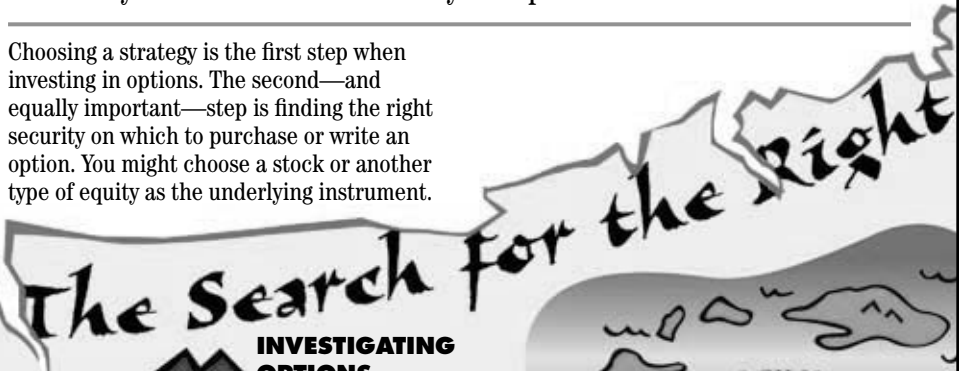 Choosing a strategy is the first step when
investing in options. The second—and
equally important—step is finding the right
security on which to purchase or write an
option. You might choose a stock or another
type of equity as the underlying instrument.
The Search for the Right
INVESTIGATING
OPTIONS